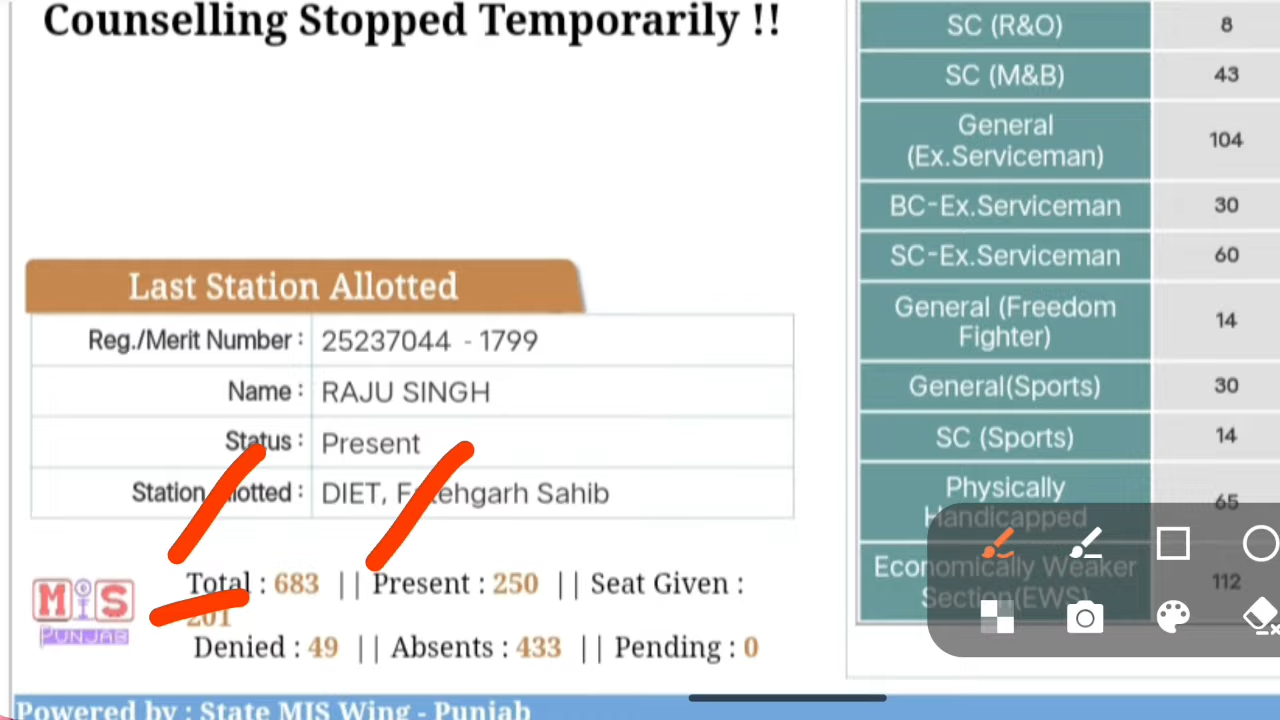 Counselling Stopped Temporarily !!
Last Station Allotted
Reg./Merit Number : 25237044 - 1799
Name : RAJU SINGH
Status : Present
Station Allotted : DIET, Fatehgarh Sahib
Total : 683 || Present : 250 || Seat Given :
201
Denied : 49 || Absents : 433 || Pending : 0
MIS
PUNJAB
Powered by : State MIS Wing - Punjab
SC (R&O) 8
SC (M&B) 43
General
(Ex.Serviceman) 104
BC-Ex.Serviceman 30
SC-Ex.Serviceman 60
General (Freedom
Fighter) 14
General(Sports) 30
SC (Sports) 14
Physically
Handicapped 65
Economically Weaker
Section(EWS) 112